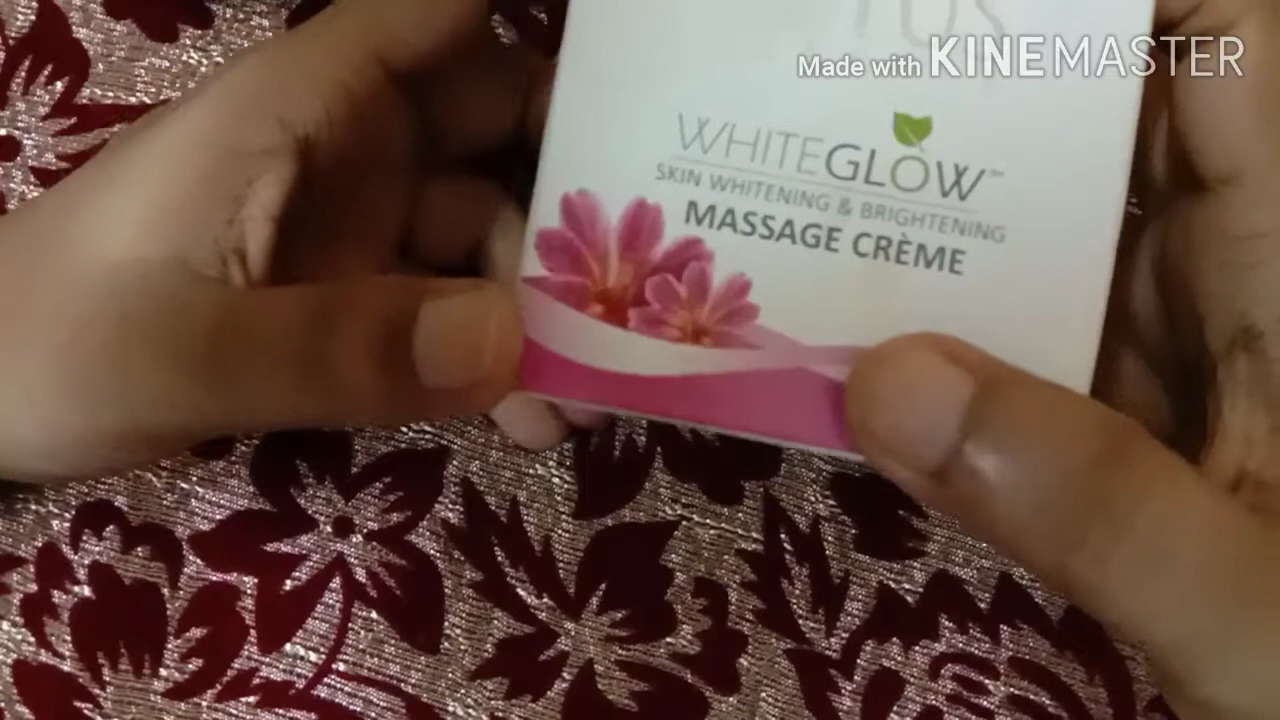 Made with KINEMASTER
WHITEGLOW™
SKIN WHITENING & BRIGHTENING
MASSAGE CRÈME